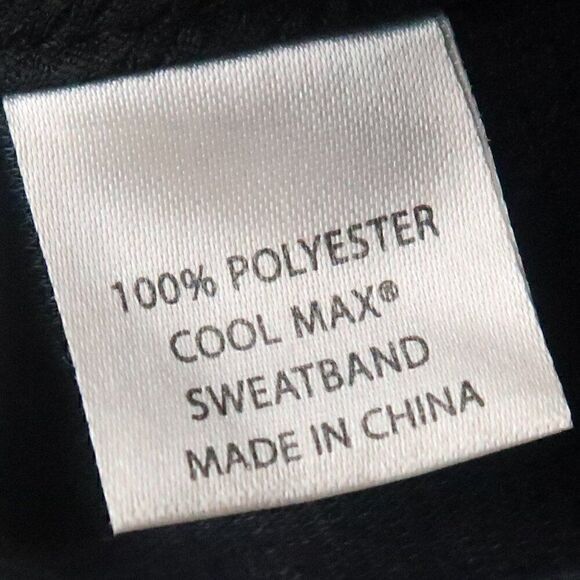 100% POLYESTER
COOL MAX®
SWEATBAND
MADE IN CHINA